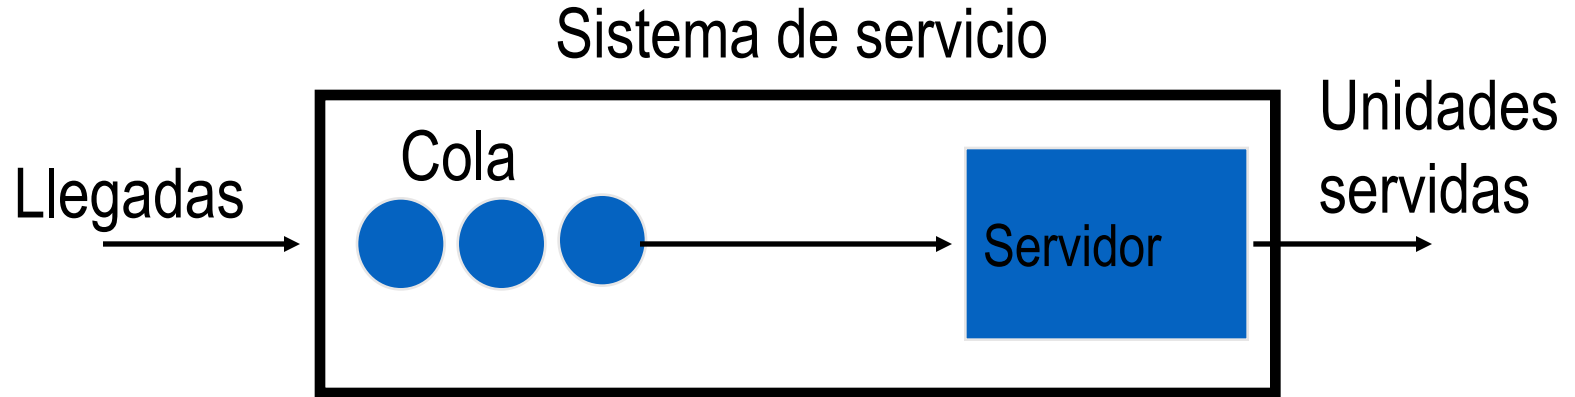 Sistema de servicio
Llegadas
Cola
Servidor
Unidades
servidas